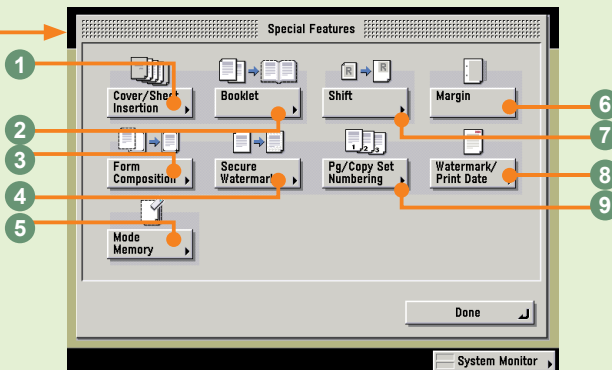 Special Features
1
Cover/Sheet
Insertion
Booklet
Shift
Margin
2
3
6
7
Form
Composition
Secure
Watermark
Pg/Copy Set
Numbering
Watermark/
Print Date
4
5
8
9
Mode
Memory
Done
System Monitor